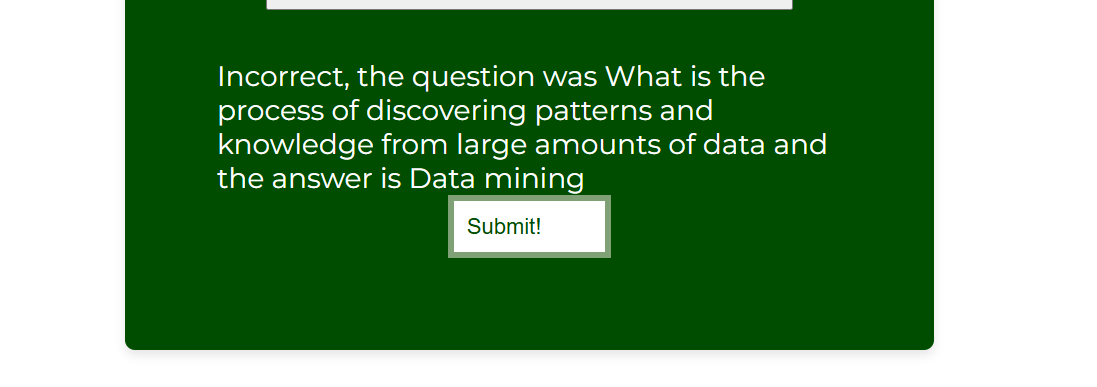 Incorrect, the question was What is the
process of discovering patterns and
knowledge from large amounts of data and
the answer is Data mining
Submit!